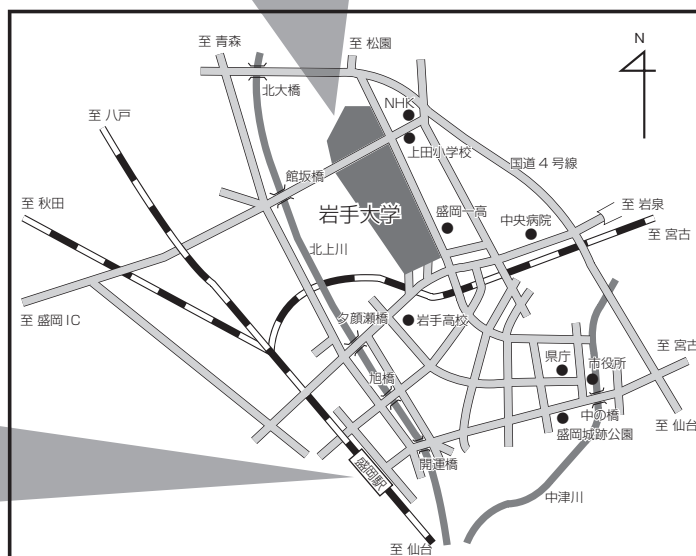 至 青森
至 松園
N
北大橋
NHK
至 八戸
上田小学校
国道4号線
館坂橋
至 秋田
岩手大学
盛岡一高
中央病院
至 岩泉
至 宮古
北上川
至 盛岡IC
夕顔瀬橋
岩手高校
県庁
市役所
至 宮古
旭橋
中の橋
至 仙台
盛岡城跡公園
開運橋
盛岡駅
中津川
至 仙台